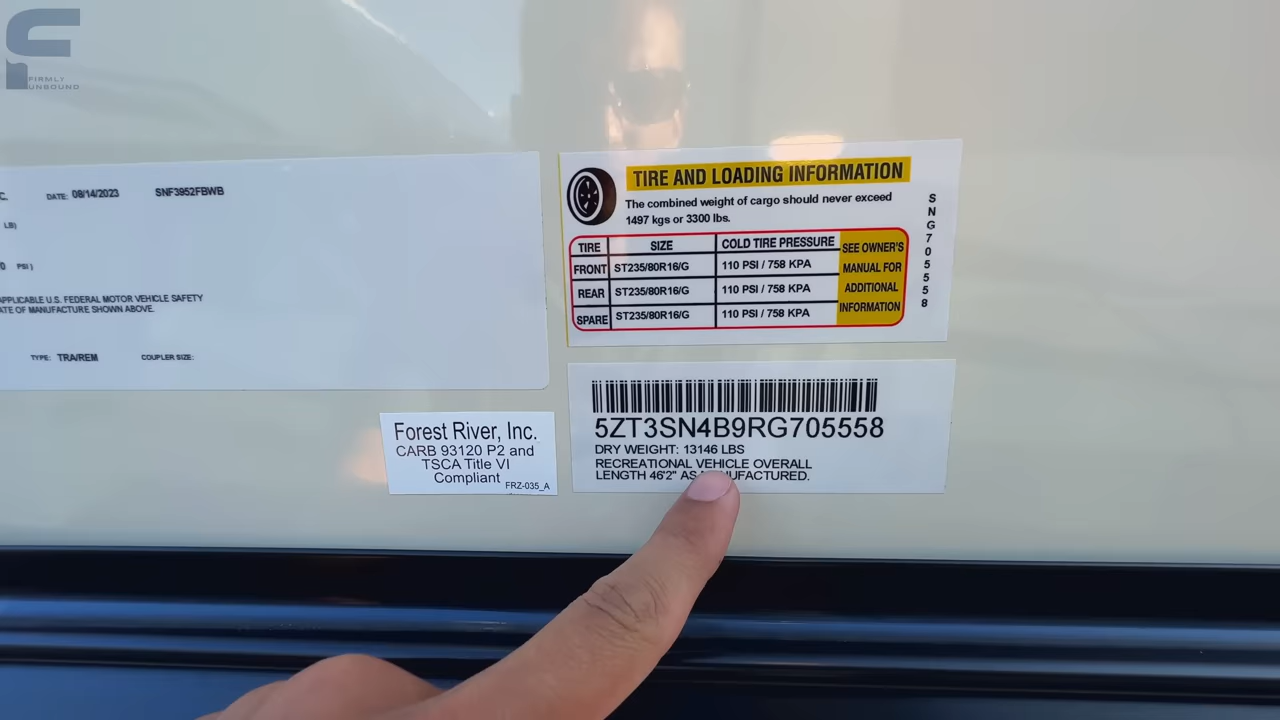 FIRMLY
UNBOUND
C. DATE: 08/14/2023 SNF3952FBWB
LB)
0 PSI)
APPLICABLE U.S. FEDERAL MOTOR VEHICLE SAFETY
ATE OF MANUFACTURE SHOWN ABOVE.
TYPE: TRA/REM COUPLER SIZE:
TIRE AND LOADING INFORMATION
The combined weight of cargo should never exceed
1497 kgs or 3300 lbs.
TIRE SIZE COLD TIRE PRESSURE
FRONT ST235/80R16/G 110 PSI / 758 KPA
REAR ST235/80R16/G 110 PSI / 758 KPA
SPARE ST235/80R16/G 110 PSI / 758 KPA
SEE OWNER'S
MANUAL FOR
ADDITIONAL
INFORMATION
SNG705558
Forest River, Inc.
CARB 93120 P2 and
TSCA Title VI
Compliant
FRZ-035_A
5ZT3SN4B9RG705558
DRY WEIGHT: 13146 LBS
RECREATIONAL VEHICLE OVERALL
LENGTH 46'2" AS MANUFACTURED.